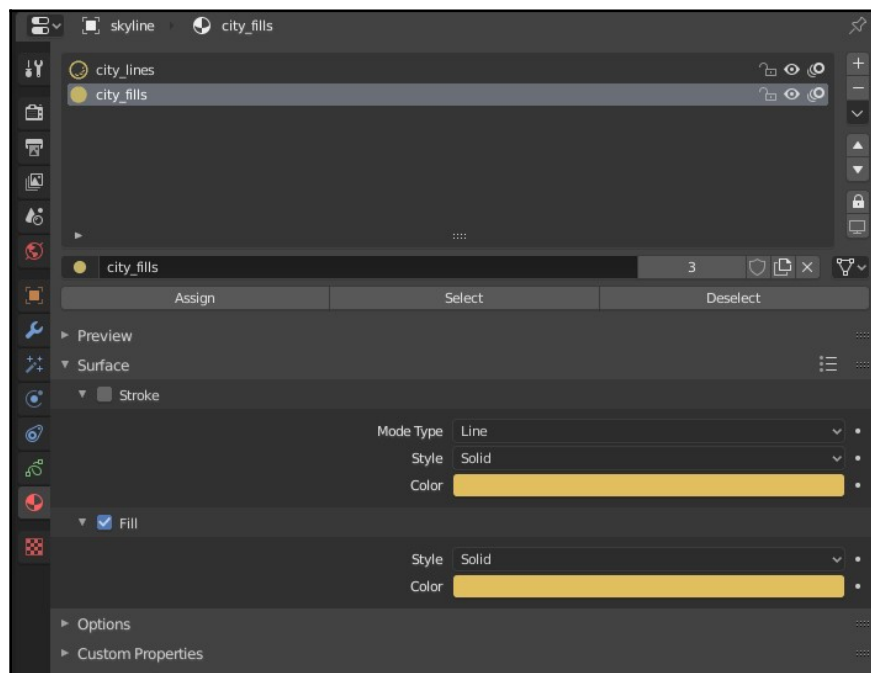 skyline city_fills
city_lines
city_fills
city_fills 3
Assign Select Deselect
Preview
Surface
Stroke
Mode Type Line
Style Solid
Color
Fill
Style Solid
Color
Options
Custom Properties